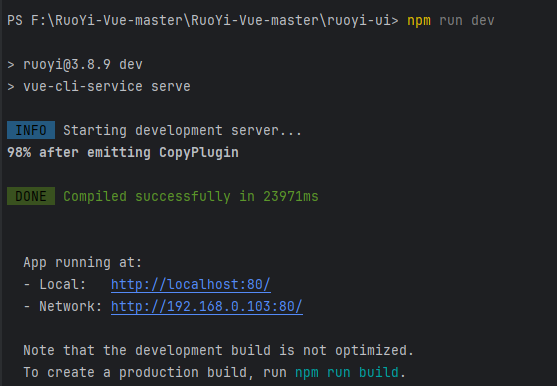 PS F:\RuoYi-Vue-master\RuoYi-Vue-master\ruoyi-ui> npm run dev
> ruoyi@3.8.9 dev
> vue-cli-service serve
INFO Starting development server...
98% after emitting CopyPlugin
DONE Compiled successfully in 23971ms
App running at:
- Local: http://localhost:80/
- Network: http://192.168.0.103:80/
Note that the development build is not optimized.
To create a production build, run npm run build.